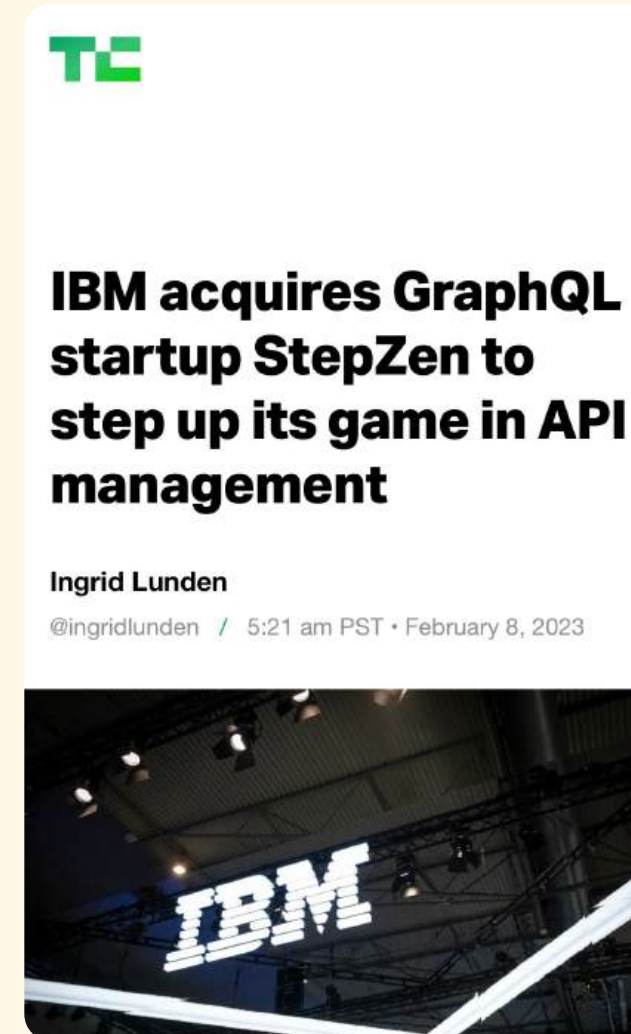 TC
IBM acquires GraphQL
startup StepZen to
step up its game in API
management
Ingrid Lunden
@ingridlunden / 5:21 am PST • February 8, 2023
IBM